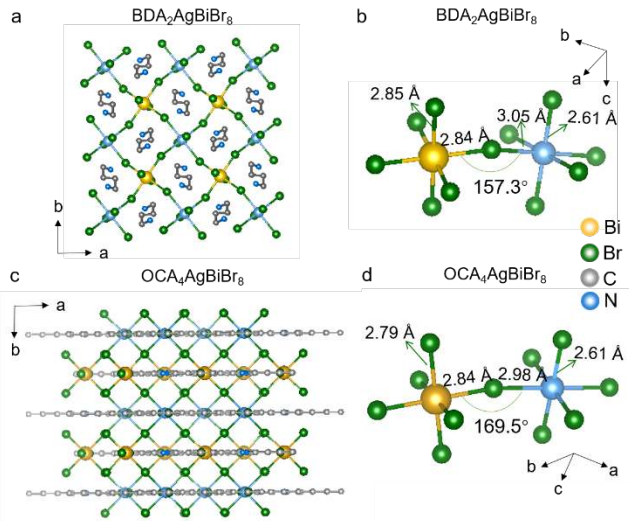 a
BDA₂AgBiBr₈
b
a
b
BDA₂AgBiBr₈
b
a
c
2.85 Å
2.84 Å
3.05 Å
2.61 Å
157.3°
Bi
Br
C
N
c
OCA₄AgBiBr₈
a
b
d
OCA₄AgBiBr₈
2.79 Å
2.84 Å
2.98 Å
2.61 Å
169.5°
b
c
a